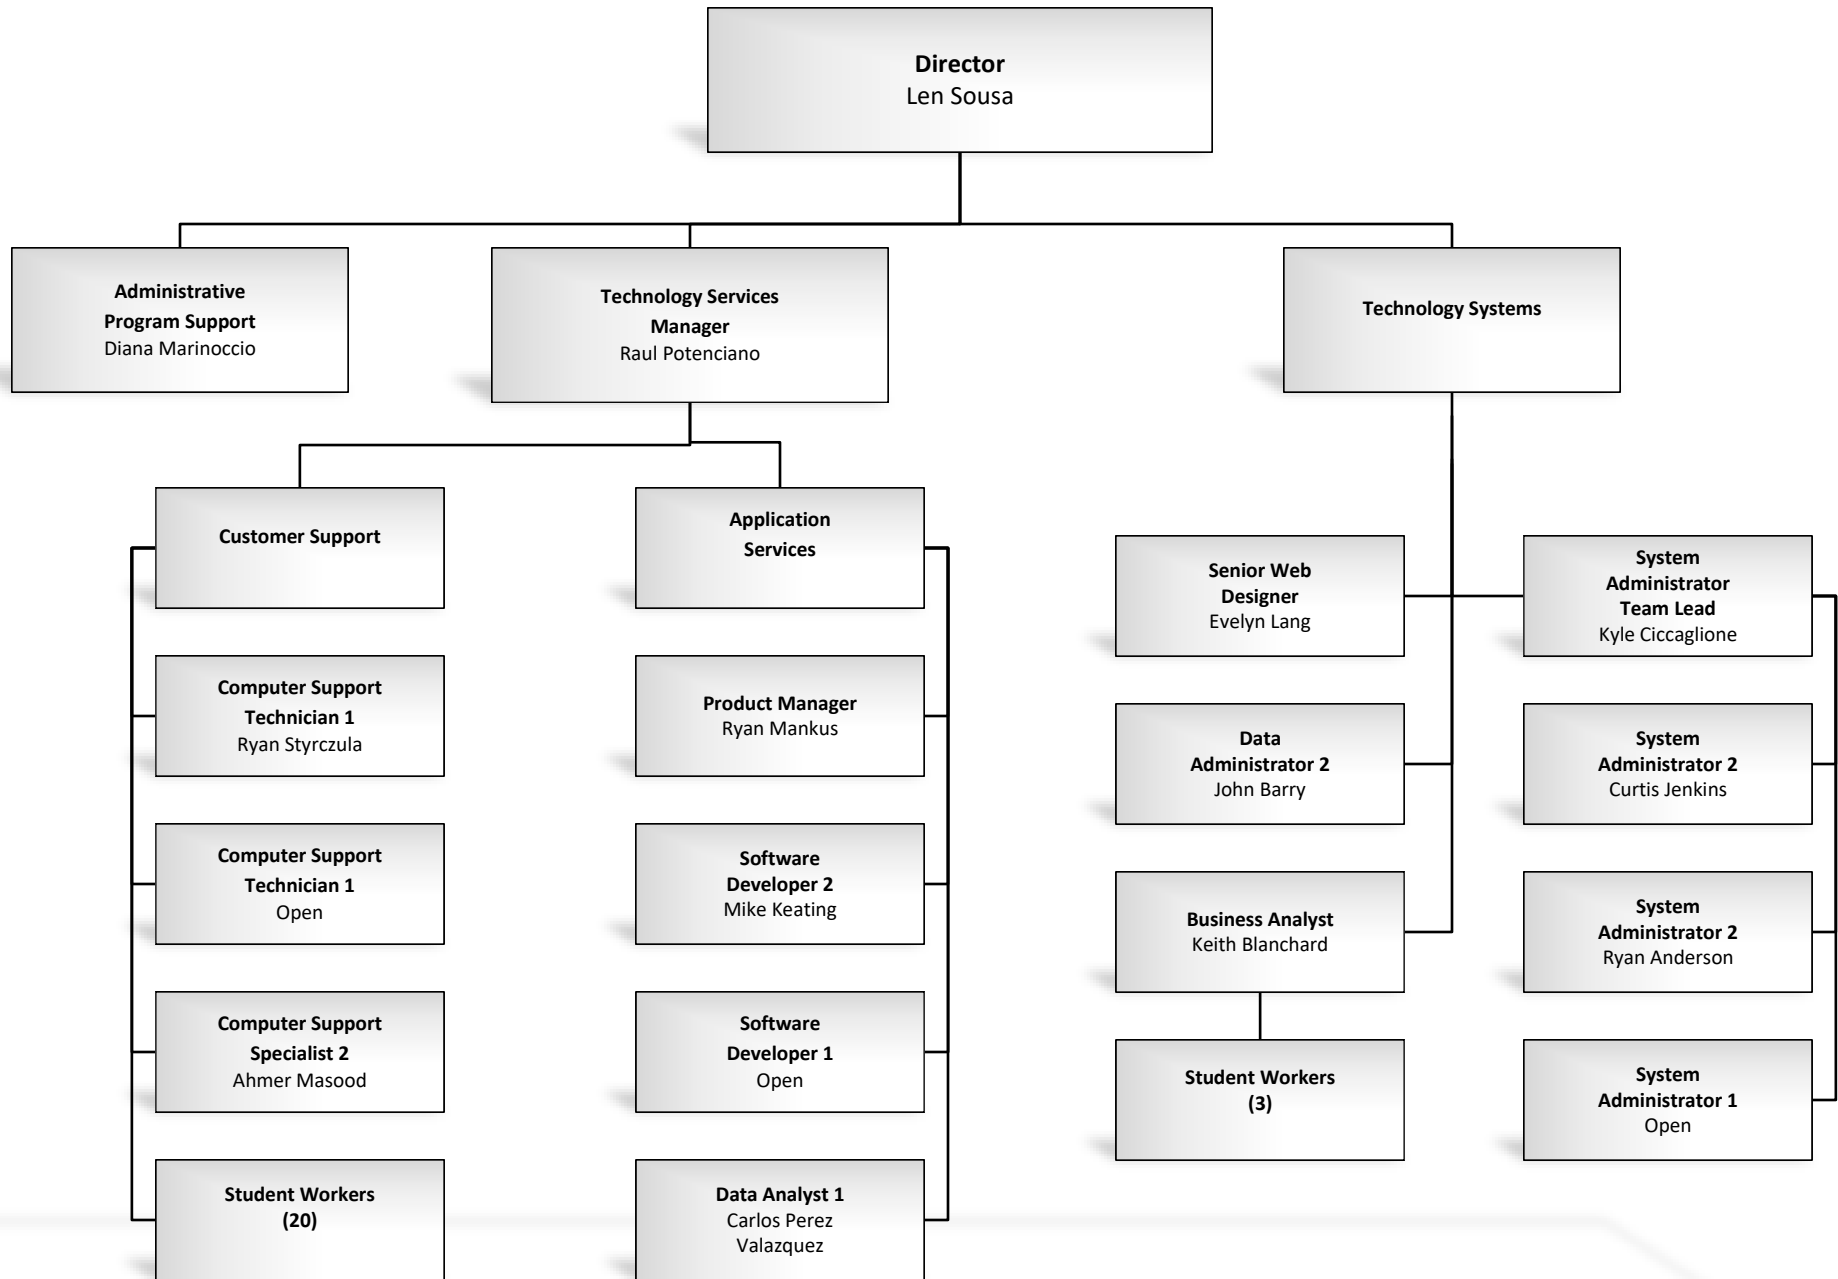 Director
Len Sousa
Administrative
Program Support
Diana Marinoccio
Technology Services
Manager
Raul Potenciano
Technology Systems
Customer Support
Computer Support
Technician 1
Ryan Styrczula
Computer Support
Technician 1
Open
Computer Support
Specialist 2
Ahmer Masood
Student Workers
(20)
Application
Services
Product Manager
Ryan Mankus
Software
Developer 2
Mike Keating
Software
Developer 1
Open
Data Analyst 1
Carlos Perez
Valazquez
Senior Web
Designer
Evelyn Lang
Data
Administrator 2
John Barry
Business Analyst
Keith Blanchard
Student Workers
(3)
System
Administrator
Team Lead
Kyle Ciccaglione
System
Administrator 2
Curtis Jenkins
System
Administrator 2
Ryan Anderson
System
Administrator 1
Open